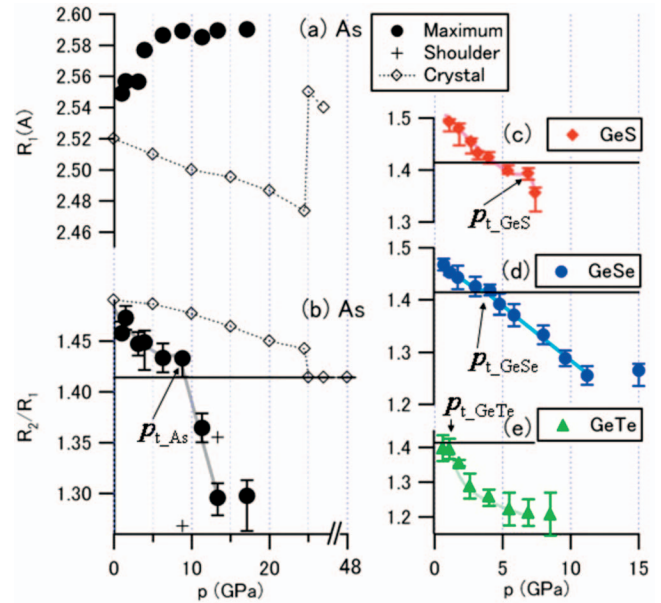 2.60
2.58
2.56
2.54
2.52
2.50
2.48
2.46
R₁(A)
(a) As
Maximum
Shoulder
Crystal
1.45
1.40
1.35
1.30
R₂/R₁
(b) As
pt_As
0
10
20
48
p (GPa)
1.5
1.4
1.3
(c)
GeS
pt_GeS
1.5
1.4
1.3
1.2
(d)
GeSe
pt_GeSe
pt_GeTe
1.4
1.3
1.2
(e)
GeTe
0
5
10
15
p (GPa)